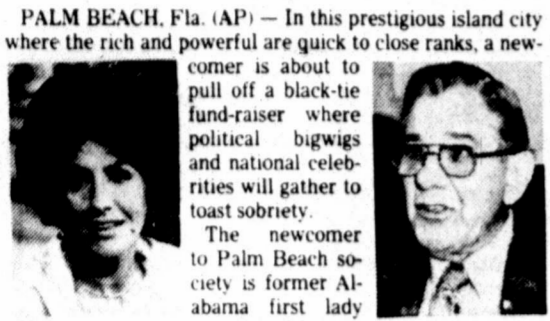 PALM BEACH, Fla. (AP) — In this prestigious island city
where the rich and powerful are quick to close ranks, a new-
comer is about to
pull off a black-tie
fund-raiser where
political bigwigs
and national celeb-
rities will gather to
toast sobriety.
The newcomer
to Palm Beach so-
ciety is former Al-
abama first lady